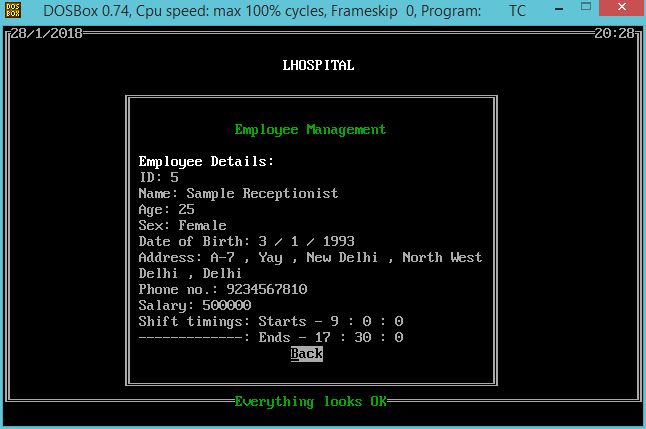 DOS BOX DOSBox 0.74, Cpu speed: max 100% cycles, Frameskip 0, Program: TC
28/1/2018 20:28
LHOSPITAL
Employee Management
Employee Details:
ID: 5
Name: Sample Receptionist
Age: 25
Sex: Female
Date of Birth: 3 / 1 / 1993
Address: A-7 , Yay , New Delhi , North West
Delhi , Delhi
Phone no.: 9234567810
Salary: 500000
Shift timings: Starts - 9 : 0 : 0
-------------: Ends - 17 : 30 : 0
Back
Everything looks OK